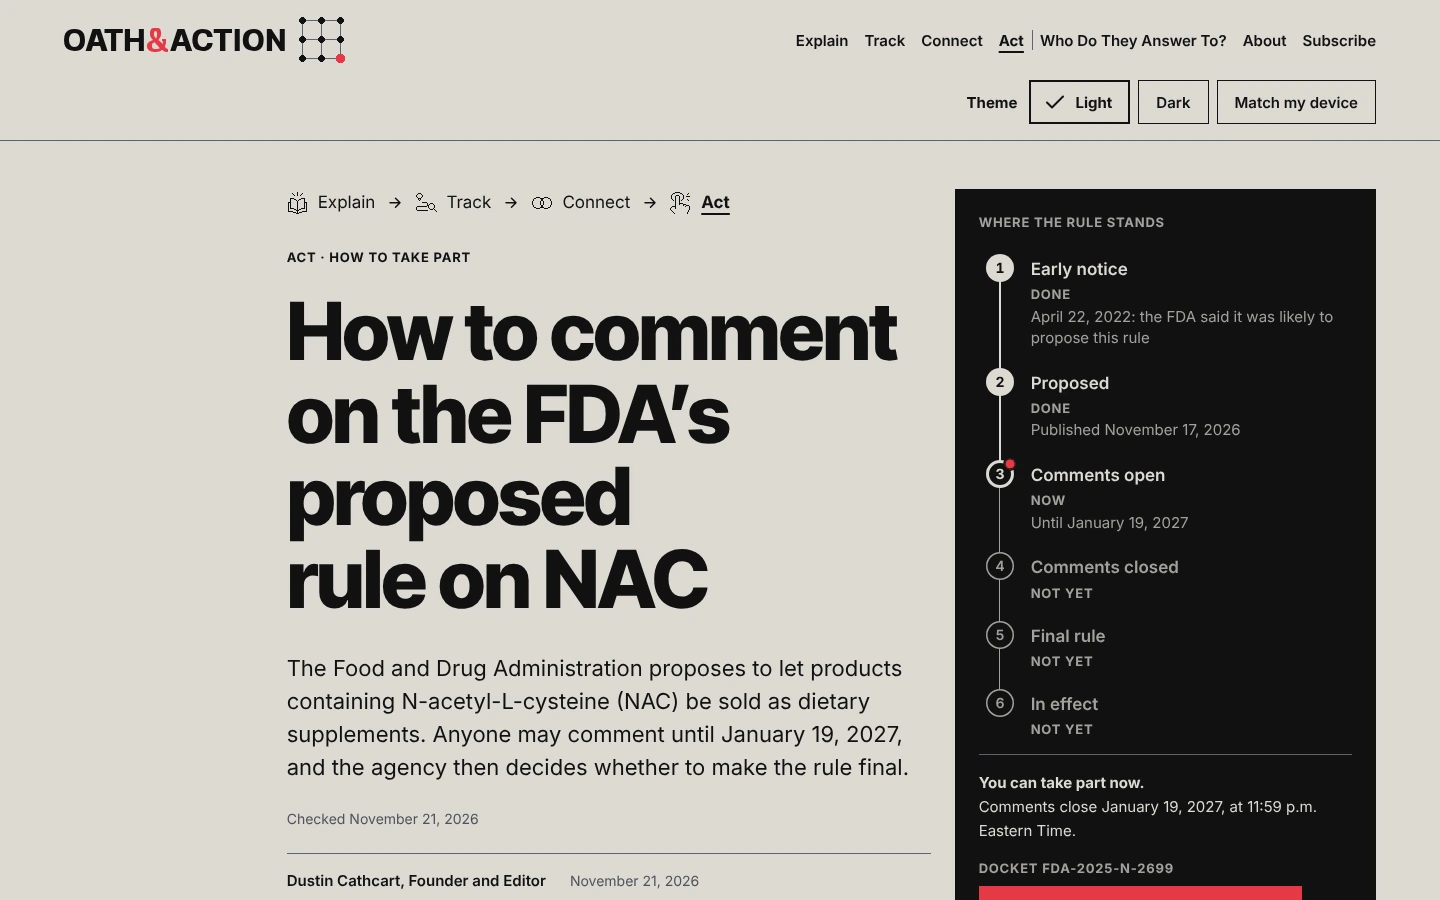 OATH&ACTION
Explain Track Connect Act Who Do They Answer To? About Subscribe
Theme Light Dark Match my device
Explain → Track → Connect → Act
ACT · HOW TO TAKE PART
How to comment
on the FDA’s
proposed
rule on NAC
The Food and Drug Administration proposes to let products
containing N-acetyl-L-cysteine (NAC) be sold as dietary
supplements. Anyone may comment until January 19, 2027,
and the agency then decides whether to make the rule final.
Checked November 21, 2026
Dustin Cathcart, Founder and Editor November 21, 2026
WHERE THE RULE STANDS
1 Early notice
DONE
April 22, 2022: the FDA said it was likely to
propose this rule
2 Proposed
DONE
Published November 17, 2026
3 Comments open
NOW
Until January 19, 2027
4 Comments closed
NOT YET
5 Final rule
NOT YET
6 In effect
NOT YET
You can take part now.
Comments close January 19, 2027, at 11:59 p.m.
Eastern Time.
DOCKET FDA-2025-N-2699